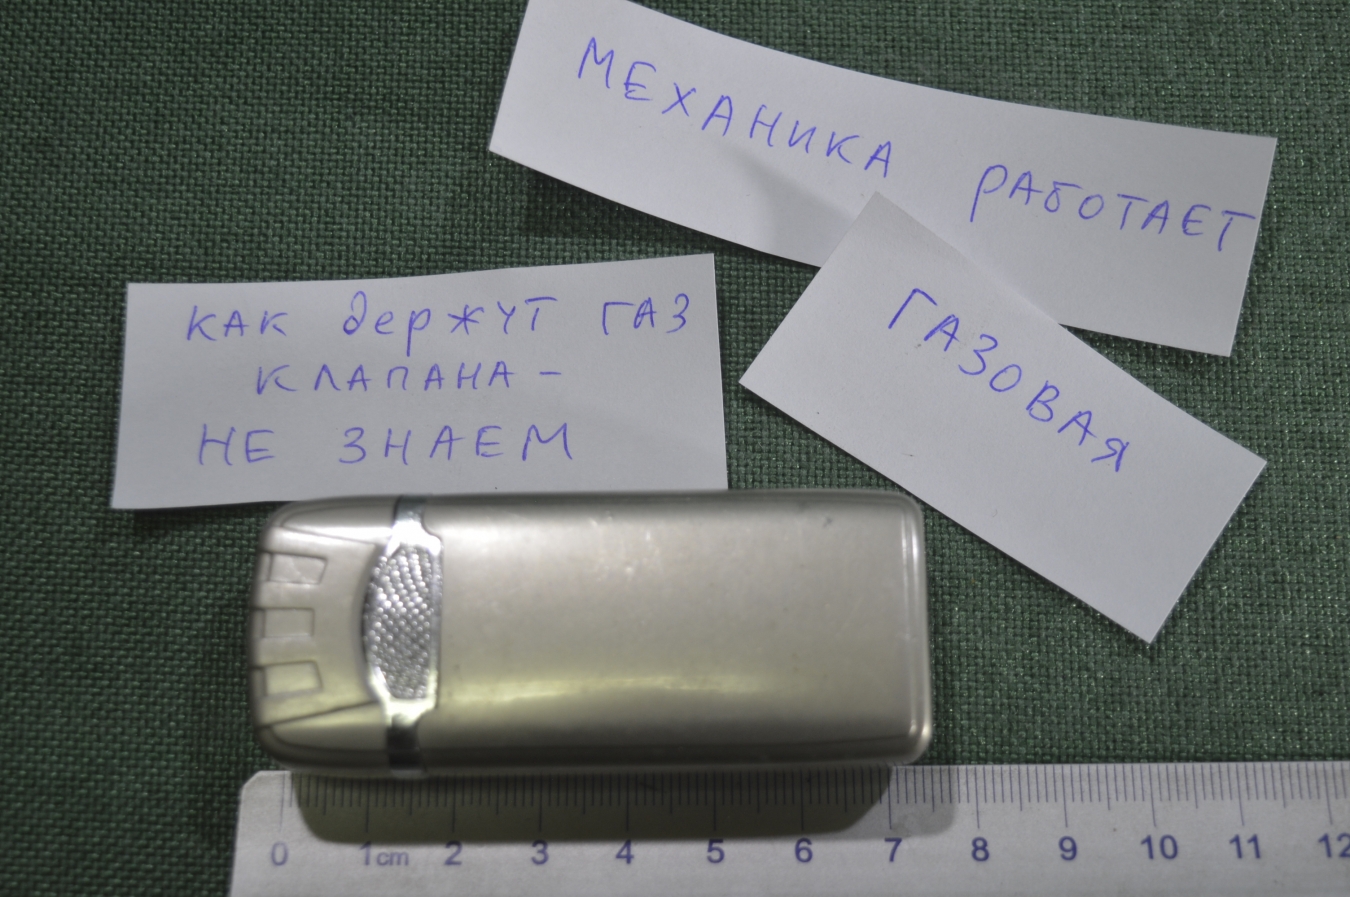 МЕХАНИКА РАБОТАЕТ
КАК держУТ ГАЗ
КЛАПАНА -
НЕ ЗНАЕМ
ГАЗОВАЯ
0 1cm 2 3 4 5 6 7 8 9 10 11 12